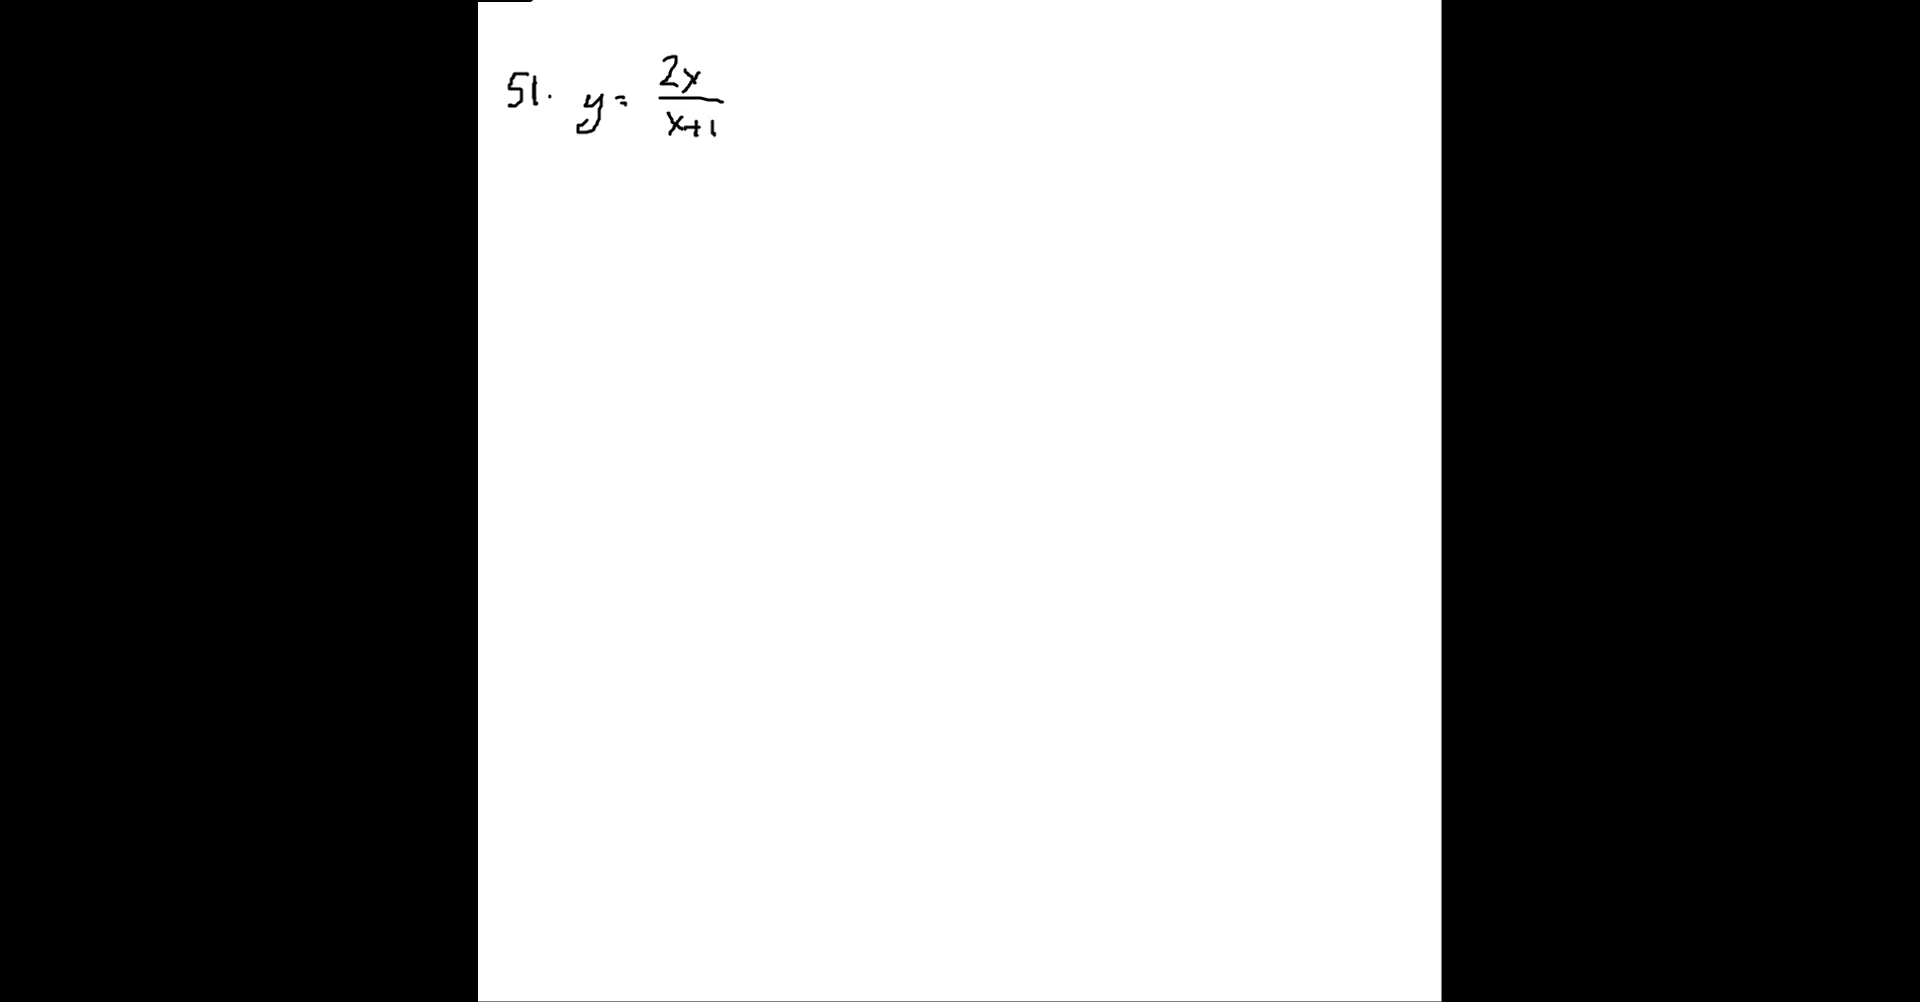 51. y = 2x/x+1